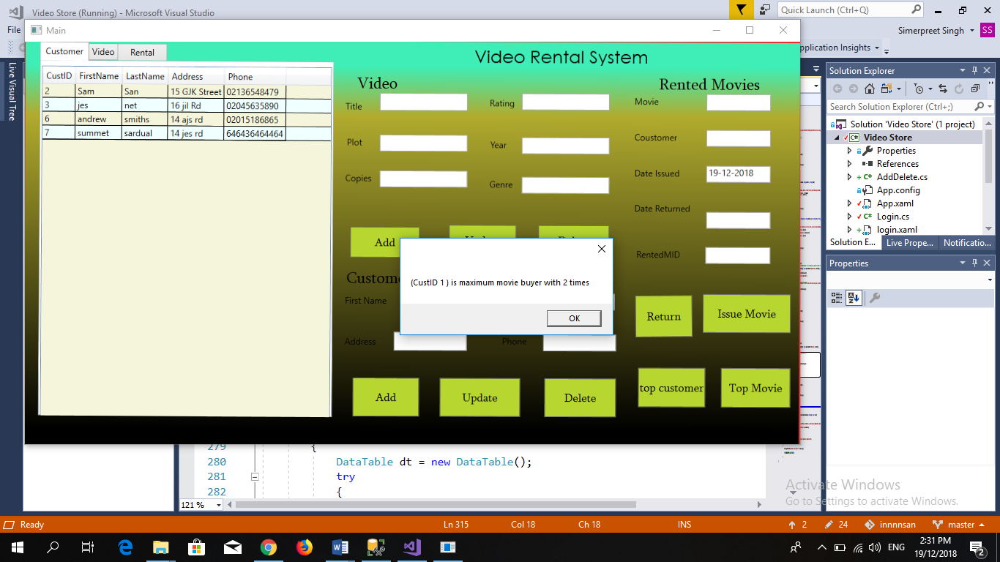 Video Store (Running) - Microsoft Visual Studio
Quick Launch (Ctrl+Q)
File
Simerpreet Singh
SS
Main
pplication Insights
Live Visual Tree
Customer
Video
Rental
Video Rental System
CustID FirstName LastName Address Phone
2 Sam San 15 GJK Street 02136548479
3 jes net 16 jil Rd 02045635890
6 andrew smiths 14 ajs rd 02015186865
7 summet sardual 14 jes rd 646436464464
Video
Title
Rating
Plot
Year
Copies
Genre
Add
Rented Movies
Movie
Coustomer
Date Issued 19-12-2018
Date Returned
RentedMID
Return
Issue Movie
top customer
Top Movie
(CustID 1 ) is maximum movie buyer with 2 times
OK
Custome
First Name
Address
Phone
Add
Update
Delete
Solution Explorer
Search Solution Explorer (Ctrl+;)
Solution 'Video Store' (1 project)
Video Store
Properties
References
AddDelete.cs
App.config
App.xaml
Login.cs
login.xaml
Solution E...
Live Prope...
Notificatio...
Properties
279 {
280 DataTable dt = new DataTable();
281 try
282 {
121 %
Activate Windows
Go to Settings to activate Windows.
Ready
Ln 315
Col 18
Ch 18
INS
2
24
innnnsan
master
ENG
2:31 PM
19/12/2018
2